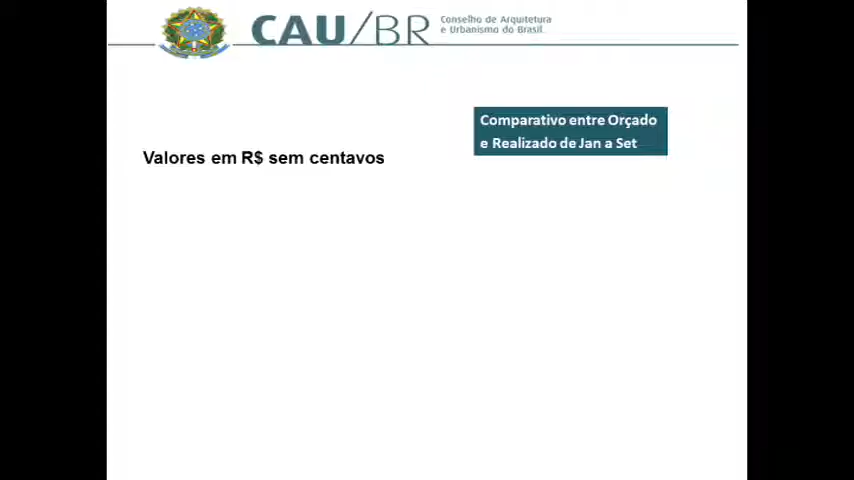 CAU/BR
Conselho de Arquitetura
e Urbanismo do Brasil
Comparativo entre Orçado
e Realizado de Jan a Set
Valores em R$ sem centavos